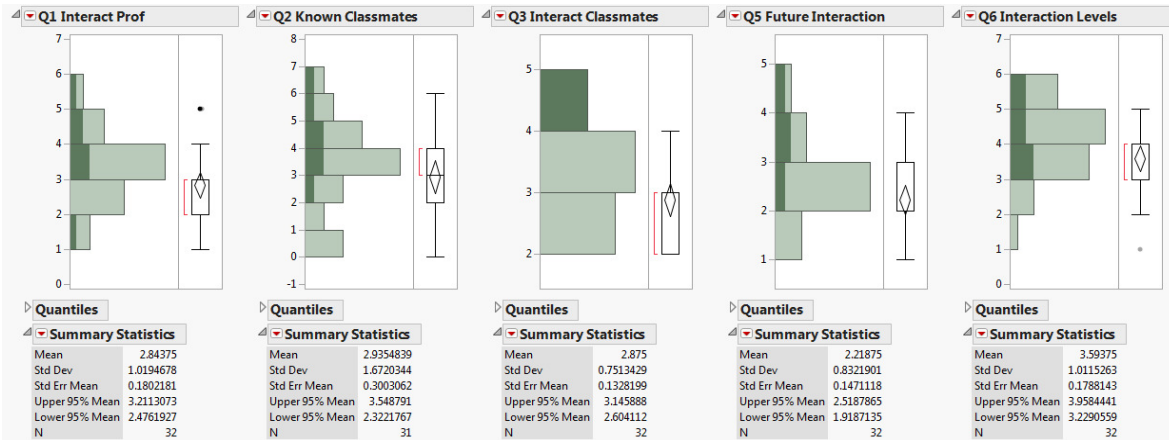 Q1 Interact Prof
7
6
5
4
3
2
1
0
Quantiles
Summary Statistics
Mean 2.84375
Std Dev 1.0194678
Std Err Mean 0.1802181
Upper 95% Mean 3.2113073
Lower 95% Mean 2.4761927
N 32
Q2 Known Classmates
8
7
6
5
4
3
2
1
0
-1
Quantiles
Summary Statistics
Mean 2.9354839
Std Dev 1.6720344
Std Err Mean 0.3003062
Upper 95% Mean 3.548791
Lower 95% Mean 2.3221767
N 31
Q3 Interact Classmates
5
4
3
2
Quantiles
Summary Statistics
Mean 2.875
Std Dev 0.7513429
Std Err Mean 0.1328199
Upper 95% Mean 3.145888
Lower 95% Mean 2.604112
N 32
Q5 Future Interaction
5
4
3
2
1
Quantiles
Summary Statistics
Mean 2.21875
Std Dev 0.8321901
Std Err Mean 0.1471118
Upper 95% Mean 2.5187865
Lower 95% Mean 1.9187135
N 32
Q6 Interaction Levels
7
6
5
4
3
2
1
0
Quantiles
Summary Statistics
Mean 3.59375
Std Dev 1.0115263
Std Err Mean 0.1788143
Upper 95% Mean 3.9584441
Lower 95% Mean 3.2290559
N 32